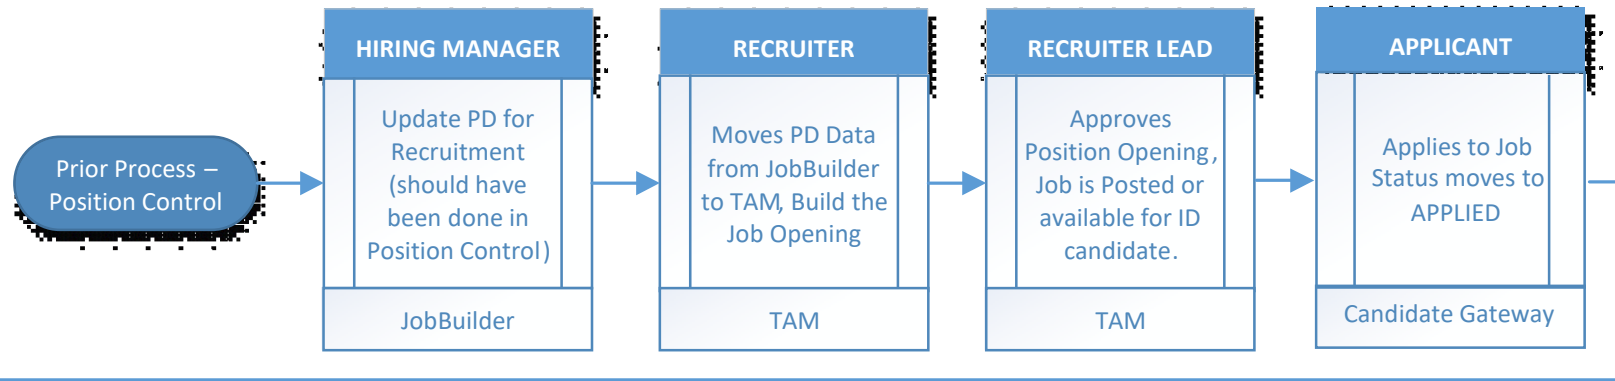 Prior Process –
Position Control
HIRING MANAGER
Update PD for
Recruitment
(should have
been done in
Position Control)
JobBuilder
RECRUITER
Moves PD Data
from JobBuilder
to TAM, Build the
Job Opening
TAM
RECRUITER LEAD
Approves
Position Opening,
Job is Posted or
available for ID
candidate.
TAM
APPLICANT
Applies to Job
Status moves to
APPLIED
Candidate Gateway